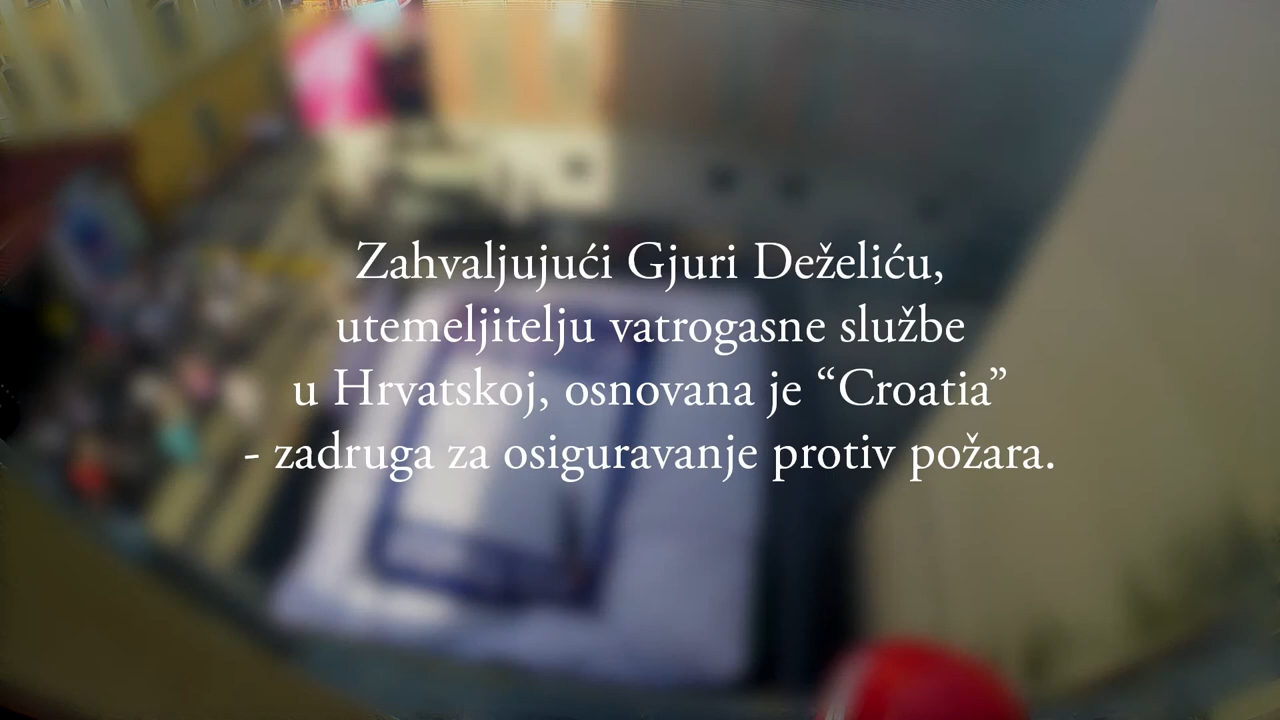 Zahvaljujući Gjuri Deželiću,
utemeljitelju vatrogasne službe
u Hrvatskoj, osnovana je “Croatia”
- zadruga za osiguravanje protiv požara.